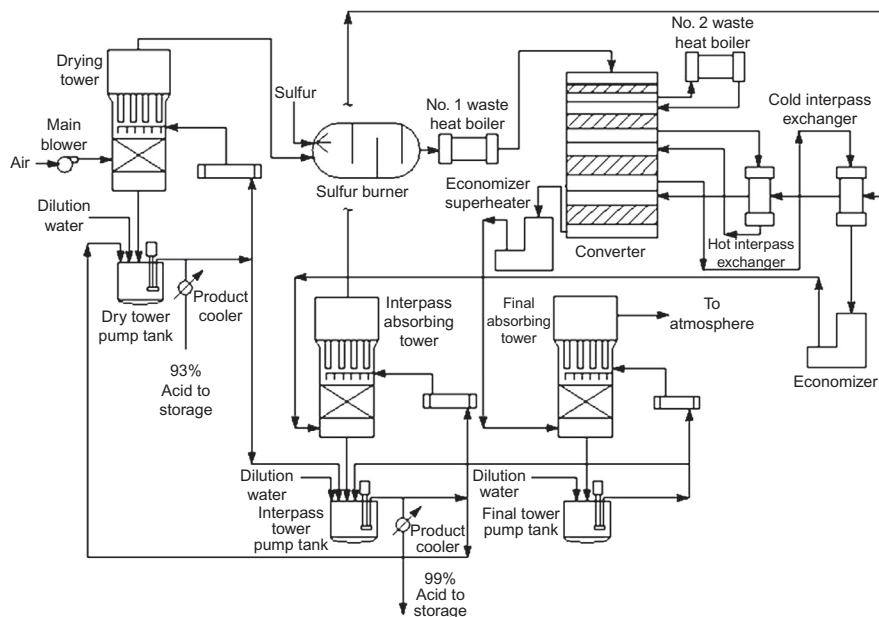 No. 2 waste
heat boiler
Drying
tower
Sulfur
No. 1 waste
heat boiler
Cold interpass
exchanger
Main
blower
Air
Sulfur burner
Economizer
superheater
Dilution
water
Converter
Hot interpass
exchanger
Product
cooler
Dry tower
pump tank
Interpass
absorbing
tower
Final
absorbing
tower
To
atmosphere
93%
Acid to
storage
Economizer
Dilution
water
Interpass
tower
pump tank
Product
cooler
Dilution
water
Final tower
pump tank
99%
Acid to
storage